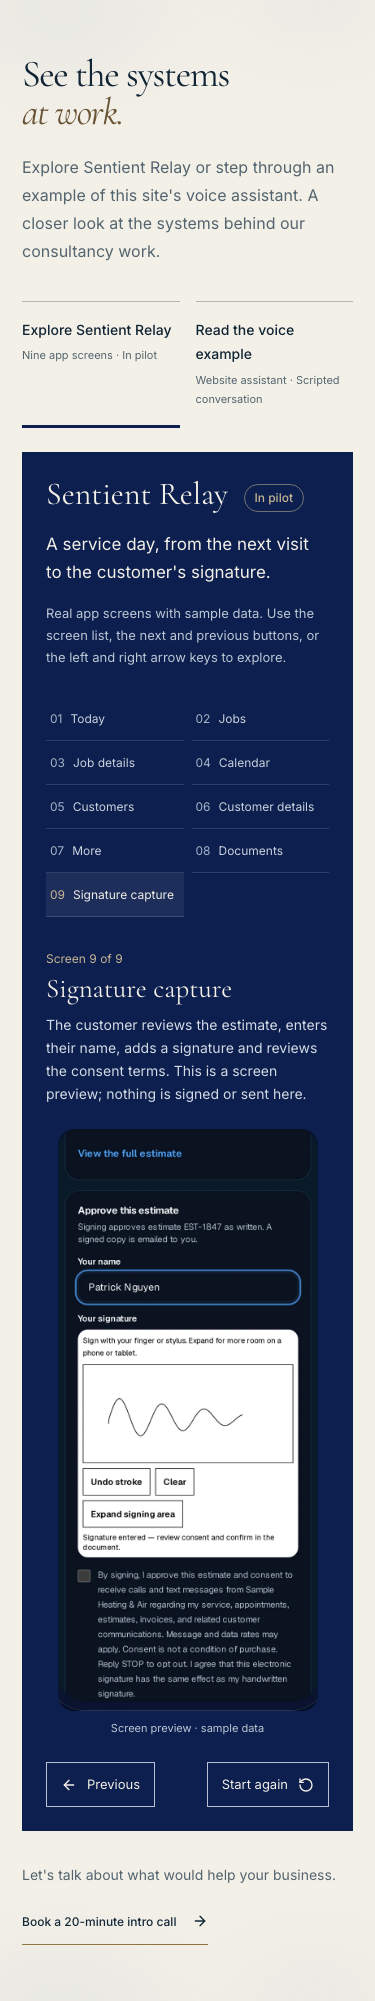 See the systems
at work.
Explore Sentient Relay or step through an
example of this site's voice assistant. A
closer look at the systems behind our
consultancy work.
Explore Sentient Relay
Nine app screens · In pilot
Read the voice
example
Website assistant · Scripted
conversation
Sentient Relay
In pilot
A service day, from the next visit
to the customer's signature.
Real app screens with sample data. Use the
screen list, the next and previous buttons, or
the left and right arrow keys to explore.
01 Today
02 Jobs
03 Job details
04 Calendar
05 Customers
06 Customer details
07 More
08 Documents
09 Signature capture
Screen 9 of 9
Signature capture
The customer reviews the estimate, enters
their name, adds a signature and reviews
the consent terms. This is a screen
preview; nothing is signed or sent here.
View the full estimate
Approve this estimate
Signing approves estimate EST-1847 as written. A
signed copy is emailed to you.
Your name
Patrick Nguyen
Your signature
Sign with your finger or stylus. Expand for more room on a
phone or tablet.
Undo stroke
Clear
Expand signing area
Signature entered — review consent and confirm in the
document.
By signing, I approve this estimate and consent to
receive calls and text messages from Sample
Heating & Air regarding my service, appointments,
estimates, invoices, and related customer
communications. Message and data rates may
apply. Consent is not a condition of purchase.
Reply STOP to opt out. I agree that this electronic
signature has the same effect as my handwritten
signature.
Screen preview · sample data
Previous
Start again
Let's talk about what would help your business.
Book a 20-minute intro call